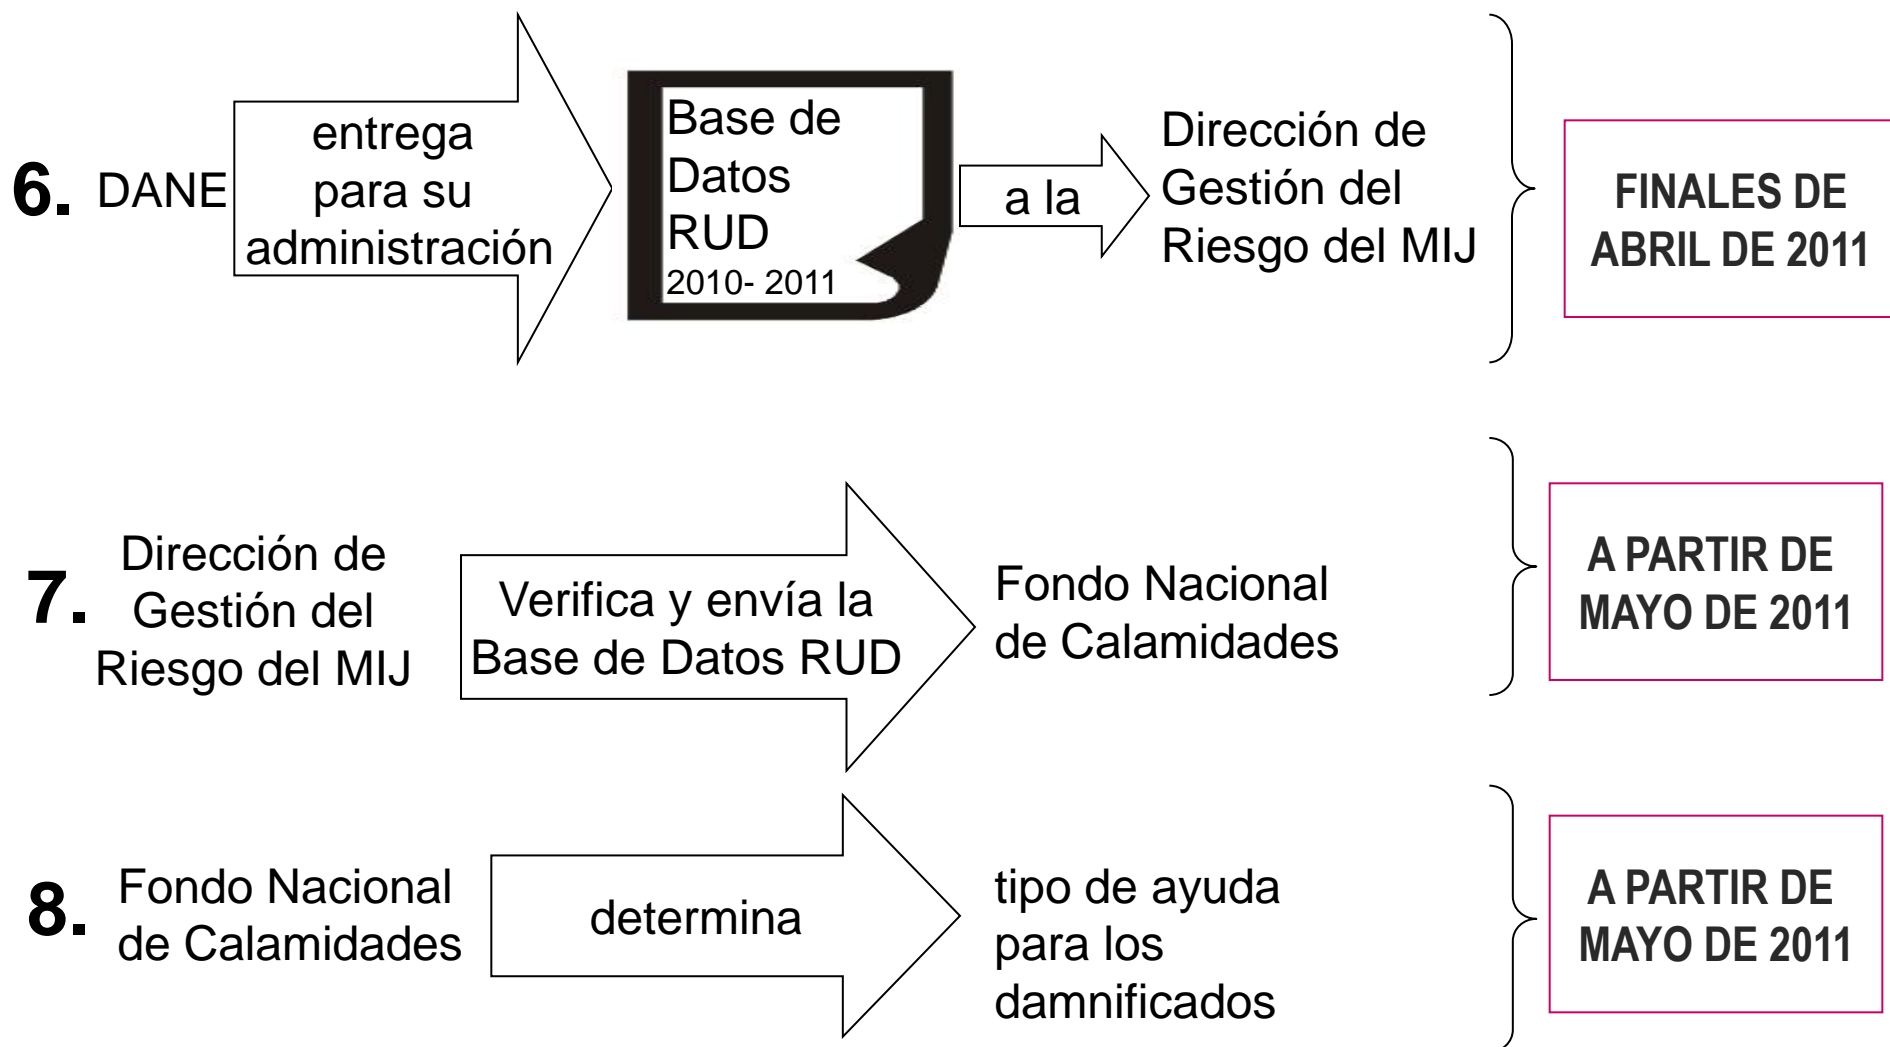 6.
DANE
entrega
para su
administración
Base de
Datos
RUD
2010- 2011
a la
Dirección de
Gestión del
Riesgo del MIJ
FINALES DE
ABRIL DE 2011
7.
Dirección de
Gestión del
Riesgo del MIJ
Verifica y envía la
Base de Datos RUD
Fondo Nacional
de Calamidades
A PARTIR DE
MAYO DE 2011
8.
Fondo Nacional
de Calamidades
determina
tipo de ayuda
para los
damnificados
A PARTIR DE
MAYO DE 2011